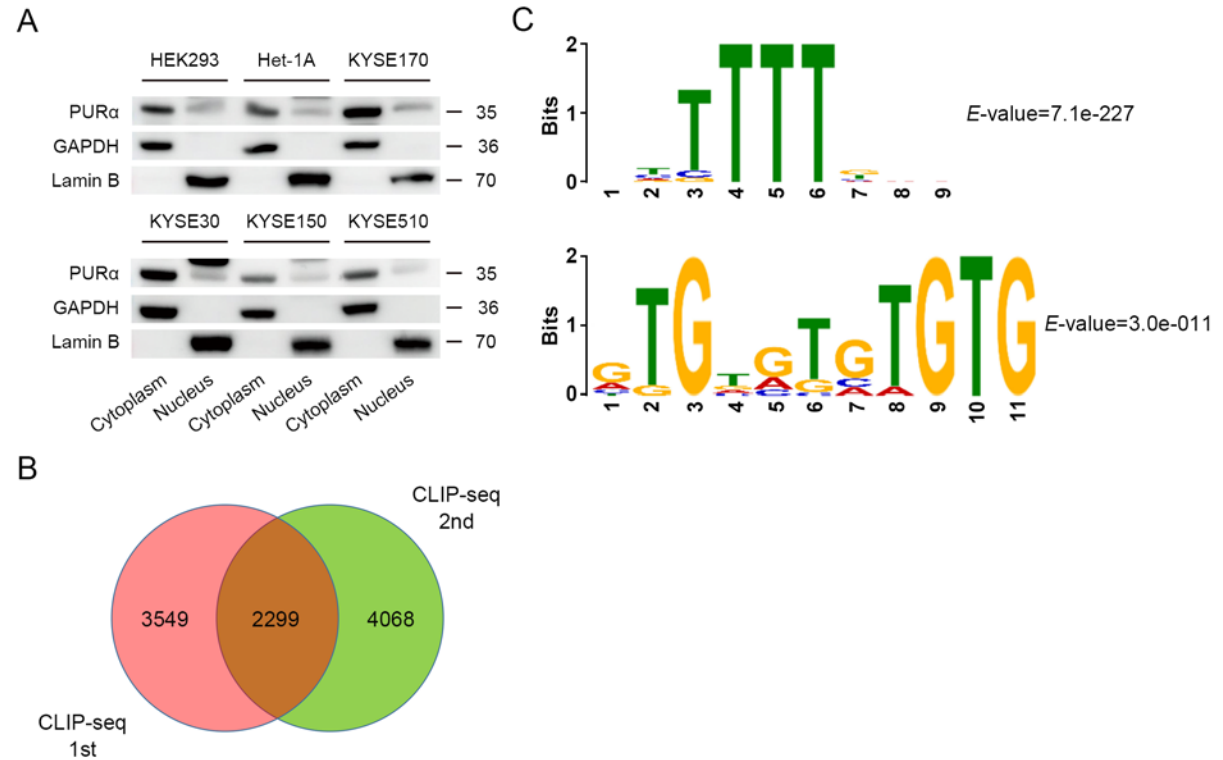 A
HEK293 Het-1A KYSE170
PURα 35
GAPDH 36
Lamin B 70
KYSE30 KYSE150 KYSE510
PURα 35
GAPDH 36
Lamin B 70
Cytoplasm Nucleus Cytoplasm Nucleus Cytoplasm Nucleus
B
CLIP-seq
2nd
3549 2299 4068
CLIP-seq
1st
C
2
1
0
Bits
T T T T
1 2 3 4 5 6 7 8 9
E-value=7.1e-227
2
1
0
Bits
G T G T G T G T G T G
1 2 3 4 5 6 7 8 9 10 11
E-value=3.0e-011